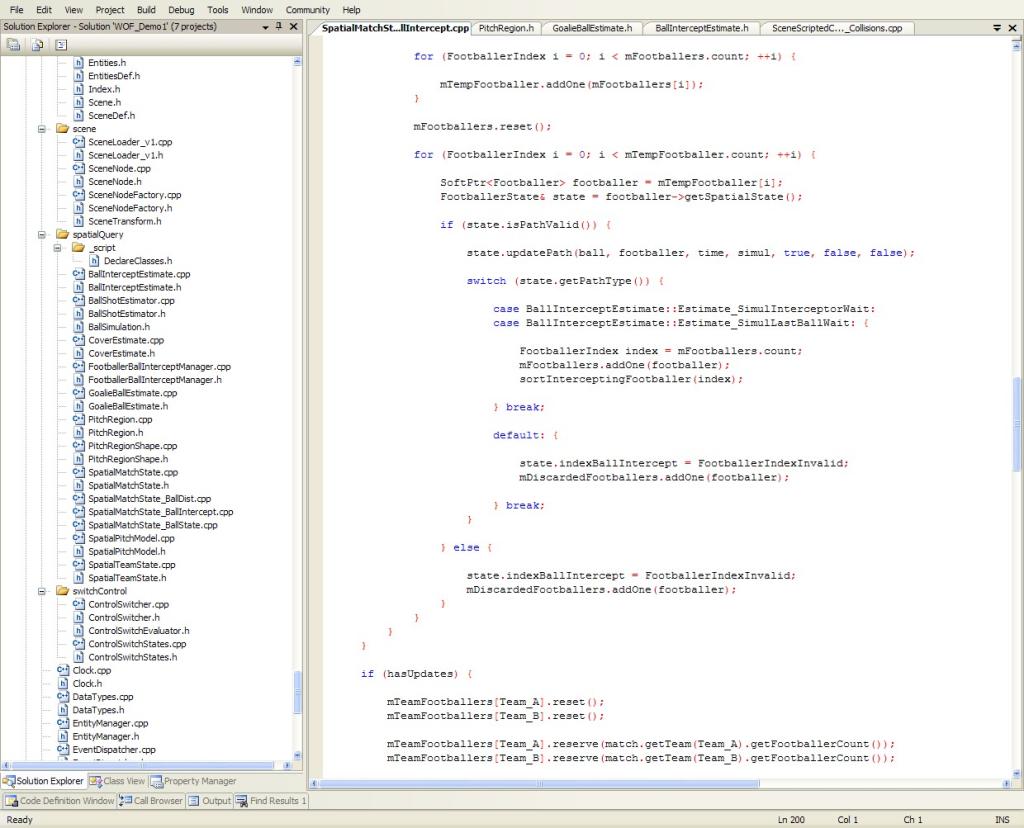 File Edit View Project Build Debug Tools Window Community Help
Solution Explorer - Solution 'WOF_Demo1' (7 projects)
Entities.h
EntitiesDef.h
Index.h
Scene.h
SceneDef.h
scene
SceneLoader_v1.cpp
SceneLoader_v1.h
SceneNode.cpp
SceneNode.h
SceneNodeFactory.cpp
SceneNodeFactory.h
SceneTransform.h
spatialQuery
_script
DeclareClasses.h
BallInterceptEstimate.cpp
BallInterceptEstimate.h
BallShotEstimator.cpp
BallShotEstimator.h
BallSimulation.h
CoverEstimate.cpp
CoverEstimate.h
FootballerBallInterceptManager.cpp
FootballerBallInterceptManager.h
GoalieBallEstimate.cpp
GoalieBallEstimate.h
PitchRegion.cpp
PitchRegion.h
PitchRegionShape.cpp
PitchRegionShape.h
SpatialMatchState.cpp
SpatialMatchState.h
SpatialMatchState_BallDist.cpp
SpatialMatchState_BallIntercept.cpp
SpatialMatchState_BallState.cpp
SpatialPitchModel.cpp
SpatialPitchModel.h
SpatialTeamState.cpp
SpatialTeamState.h
switchControl
ControlSwitcher.cpp
ControlSwitcher.h
ControlSwitchEvaluator.h
ControlSwitchStates.cpp
ControlSwitchStates.h
Clock.cpp
Clock.h
DataTypes.cpp
DataTypes.h
EntityManager.cpp
EntityManager.h
EventDispatcher.cpp
Solution Explorer Class View Property Manager
SpatialMatchSt...llIntercept.cpp PitchRegion.h GoalieBallEstimate.h BallInterceptEstimate.h SceneScriptedC..._Collisions.cpp
for (FootballerIndex i = 0; i < mFootballers.count; ++i) {
mTempFootballer.addOne(mFootballers[i]);
}
mFootballers.reset();
for (FootballerIndex i = 0; i < mTempFootballer.count; ++i) {
SoftPtr<Footballer> footballer = mTempFootballer[i];
FootballerState& state = footballer->getSpatialState();
if (state.isPathValid()) {
state.updatePath(ball, footballer, time, simul, true, false, false);
switch (state.getPathType()) {
case BallInterceptEstimate::Estimate_SimulInterceptorWait:
case BallInterceptEstimate::Estimate_SimulLastBallWait: {
FootballerIndex index = mFootballers.count;
mFootballers.addOne(footballer);
sortInterceptingFootballer(index);
} break;
default: {
state.indexBallIntercept = FootballerIndexInvalid;
mDiscardedFootballers.addOne(footballer);
} break;
}
} else {
state.indexBallIntercept = FootballerIndexInvalid;
mDiscardedFootballers.addOne(footballer);
}
}
}
}
if (hasUpdates) {
mTeamFootballers[Team_A].reset();
mTeamFootballers[Team_B].reset();
mTeamFootballers[Team_A].reserve(match.getTeam(Team_A).getFootballerCount());
mTeamFootballers[Team_B].reserve(match.getTeam(Team_B).getFootballerCount());
Code Definition Window Call Browser Output Find Results 1
Ready Ln 200 Col 1 Ch 1 INS